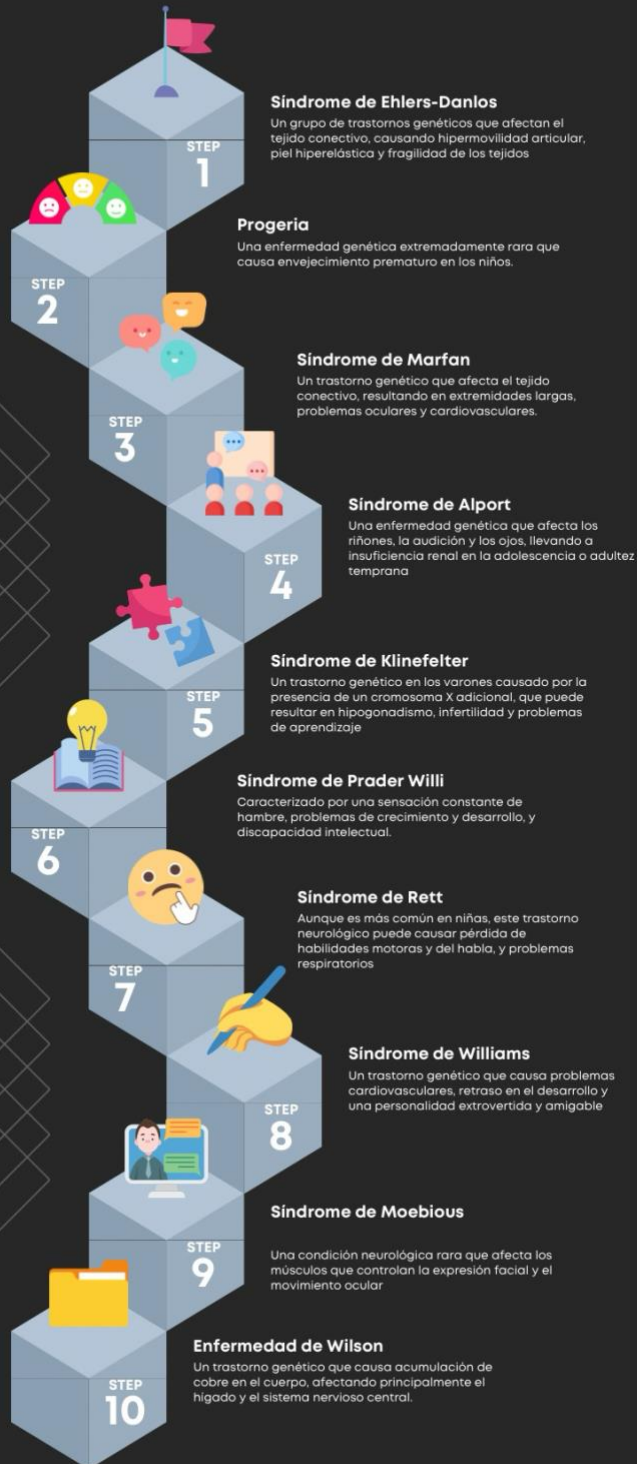 Síndrome de Ehlers-Danlos
Un grupo de trastornos genéticos que afectan el
tejido conectivo, causando hipermovilidad articular,
piel hiperelástica y fragilidad de los tejidos
STEP
1
Progeria
Una enfermedad genética extremadamente rara que
causa envejecimiento prematuro en los niños.
STEP
2
Síndrome de Marfan
Un trastorno genético que afecta el tejido
conectivo, resultando en extremidades largas,
problemas oculares y cardiovasculares.
STEP
3
Síndrome de Alport
Una enfermedad genética que afecta los
riñones, la audición y los ojos, llevando a
insuficiencia renal en la adolescencia o adultez
temprana
STEP
4
Síndrome de Klinefelter
Un trastorno genético en los varones causado por la
presencia de un cromosoma X adicional, que puede
resultar en hipogonadismo, infertilidad y problemas
de aprendizaje
STEP
5
Síndrome de Prader Willi
Caracterizado por una sensación constante de
hambre, problemas de crecimiento y desarrollo, y
discapacidad intelectual.
STEP
6
Síndrome de Rett
Aunque es más común en niñas, este trastorno
neurológico puede causar pérdida de
habilidades motoras y del habla, y problemas
respiratorios
STEP
7
Síndrome de Williams
Un trastorno genético que causa problemas
cardiovasculares, retraso en el desarrollo y
una personalidad extrovertida y amigable
STEP
8
Síndrome de Moebious
Una condición neurológica rara que afecta los
músculos que controlan la expresión facial y el
movimiento ocular
STEP
9
Enfermedad de Wilson
Un trastorno genético que causa acumulación de
cobre en el cuerpo, afectando principalmente el
hígado y el sistema nervioso central.
STEP
10